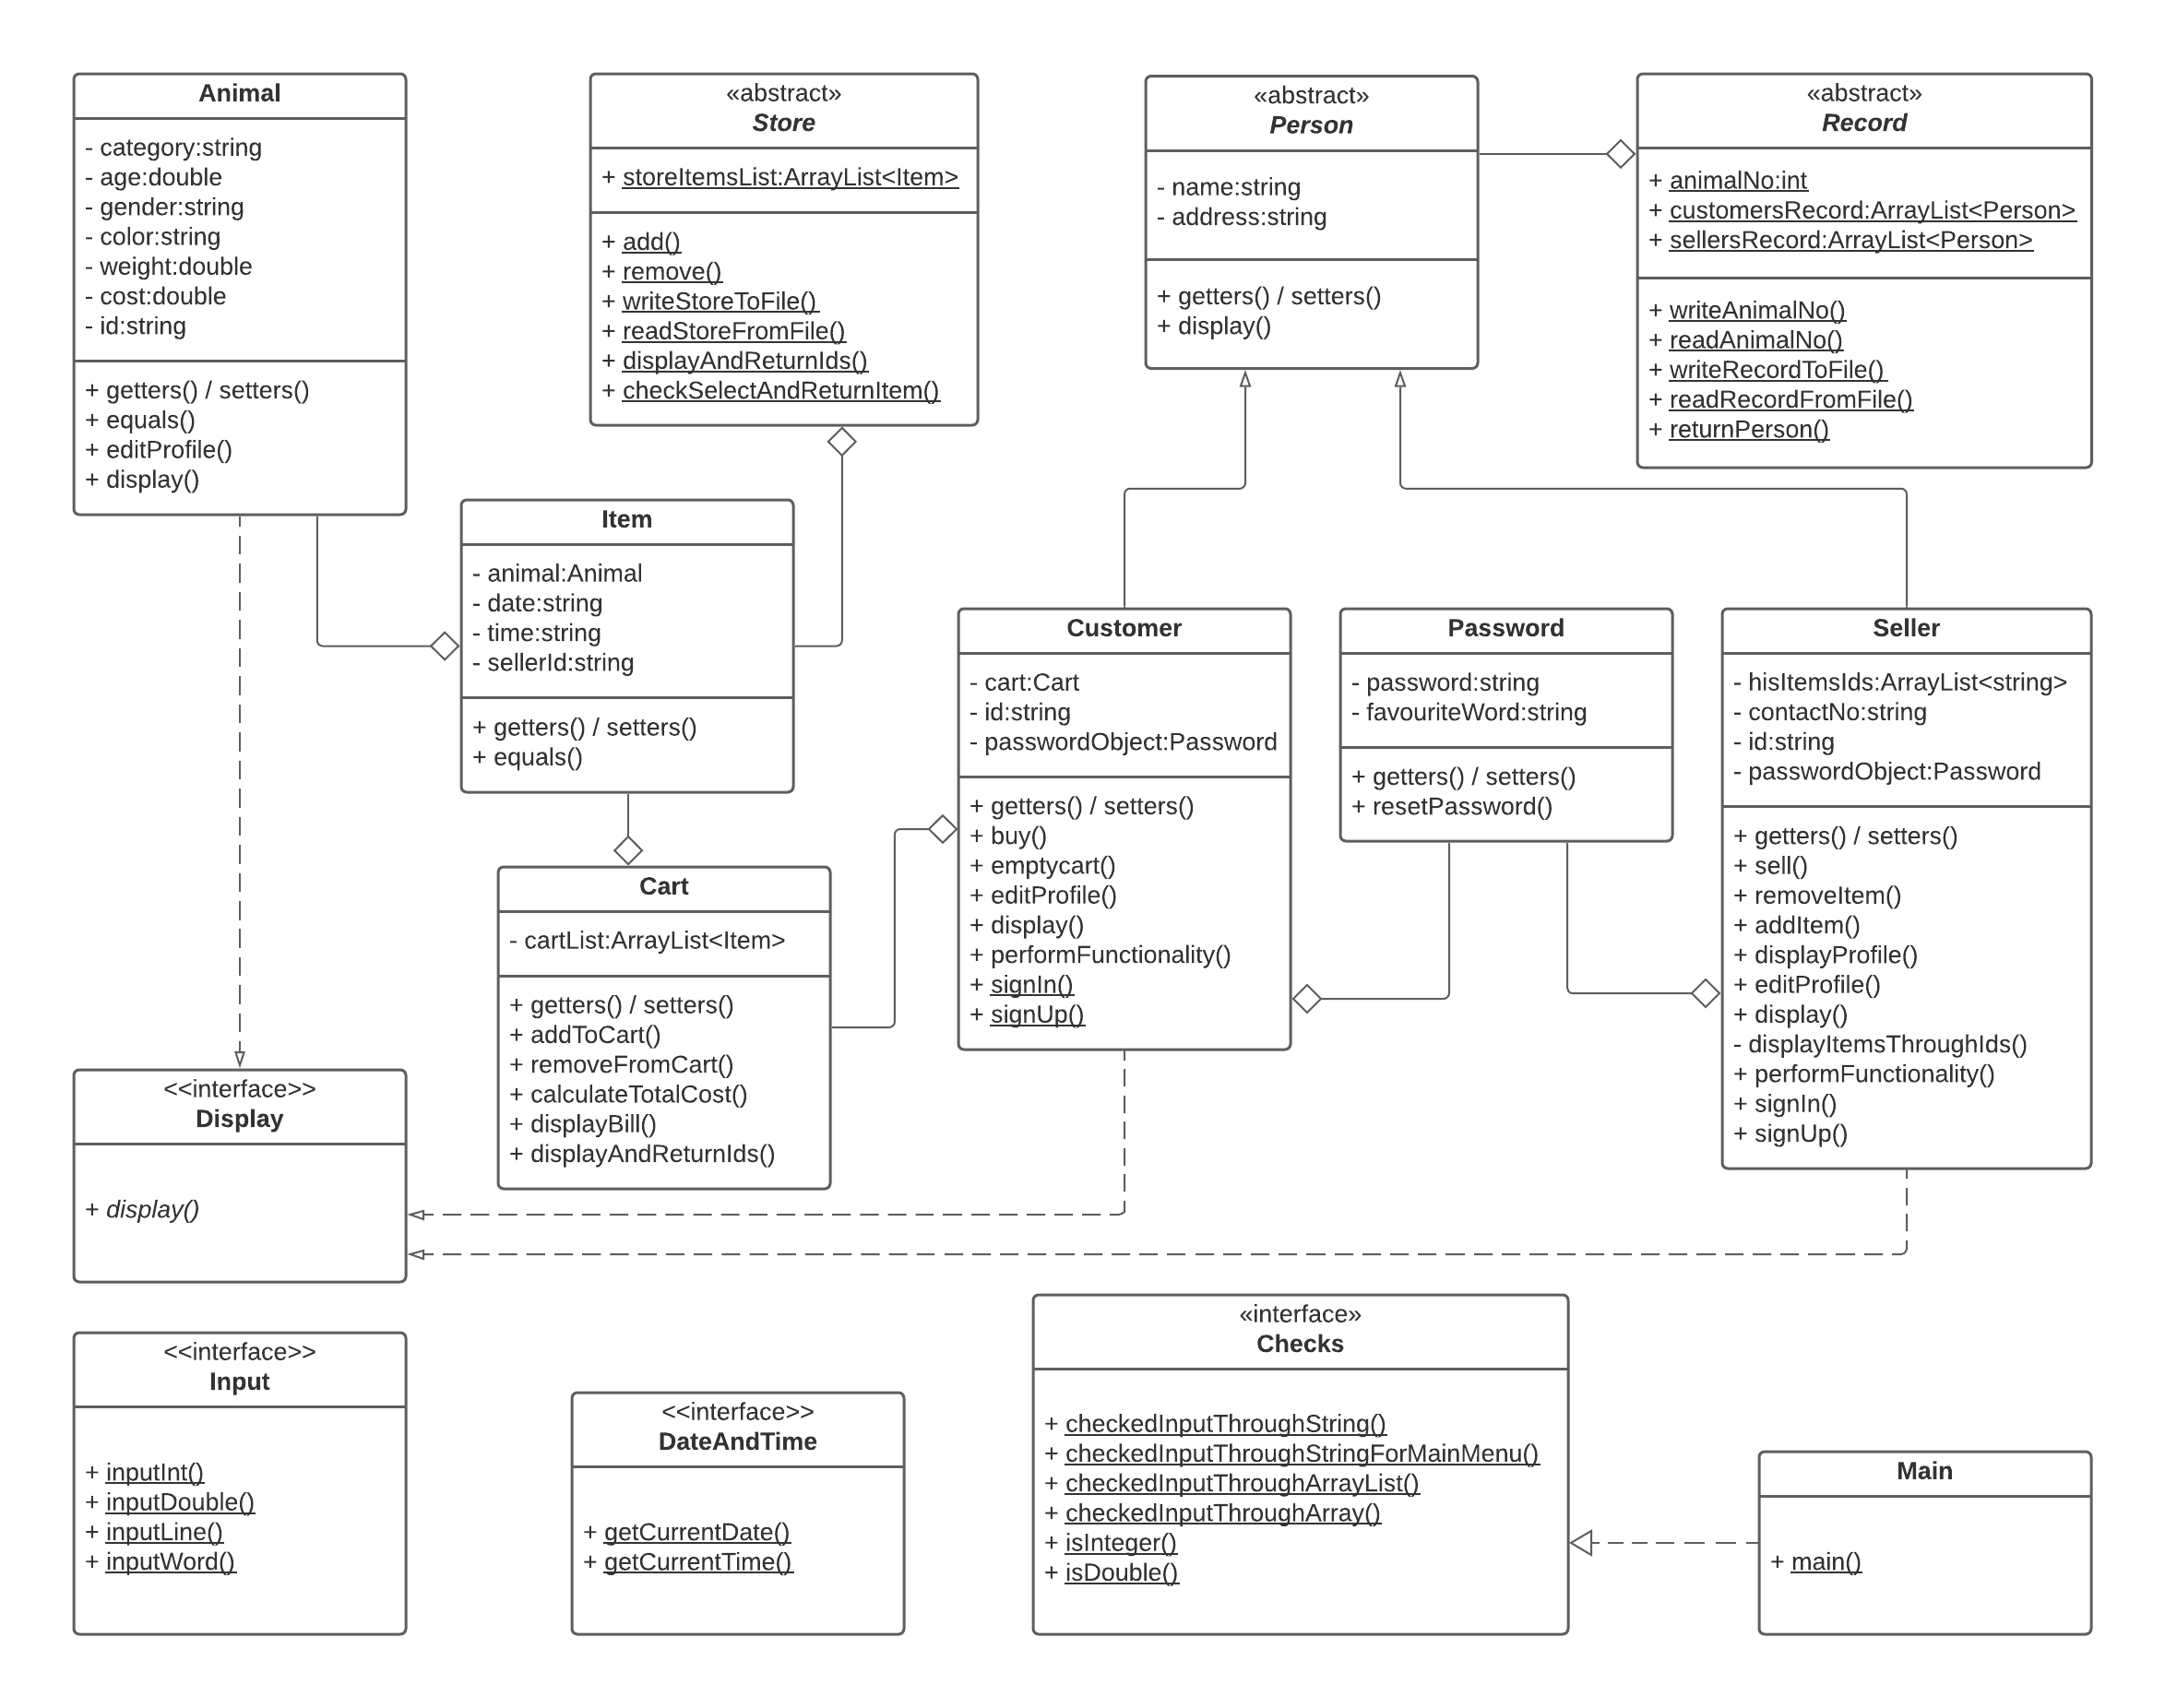 Animal
- category:string
- age:double
- gender:string
- color:string
- weight:double
- cost:double
- id:string
+ getters() / setters()
+ equals()
+ editProfile()
+ display()
«abstract»
Store
+ storeItemsList:ArrayList<Item>
+ add()
+ remove()
+ writeStoreToFile()
+ readStoreFromFile()
+ displayAndReturnIds()
+ checkSelectAndReturnItem()
«abstract»
Person
- name:string
- address:string
+ getters() / setters()
+ display()
«abstract»
Record
+ animalNo:int
+ customersRecord:ArrayList<Person>
+ sellersRecord:ArrayList<Person>
+ writeAnimalNo()
+ readAnimalNo()
+ writeRecordToFile()
+ readRecordFromFile()
+ returnPerson()
Item
- animal:Animal
- date:string
- time:string
- sellerId:string
+ getters() / setters()
+ equals()
Customer
- cart:Cart
- id:string
- passwordObject:Password
+ getters() / setters()
+ buy()
+ emptycart()
+ editProfile()
+ display()
+ performFunctionality()
+ signIn()
+ signUp()
Password
- password:string
- favouriteWord:string
+ getters() / setters()
+ resetPassword()
Seller
- hisItemsIds:ArrayList<string>
- contactNo:string
- id:string
- passwordObject:Password
+ getters() / setters()
+ sell()
+ removeItem()
+ addItem()
+ displayProfile()
+ editProfile()
+ display()
- displayItemsThroughIds()
+ performFunctionality()
+ signIn()
+ signUp()
Cart
- cartList:ArrayList<Item>
+ getters() / setters()
+ addToCart()
+ removeFromCart()
+ calculateTotalCost()
+ displayBill()
+ displayAndReturnIds()
<<interface>>
Display
+ display()
<<interface>>
Input
+ inputInt()
+ inputDouble()
+ inputLine()
+ inputWord()
<<interface>>
DateAndTime
+ getCurrentDate()
+ getCurrentTime()
«interface»
Checks
+ checkedInputThroughString()
+ checkedInputThroughStringForMainMenu()
+ checkedInputThroughArrayList()
+ checkedInputThroughArray()
+ isInteger()
+ isDouble()
Main
+ main()